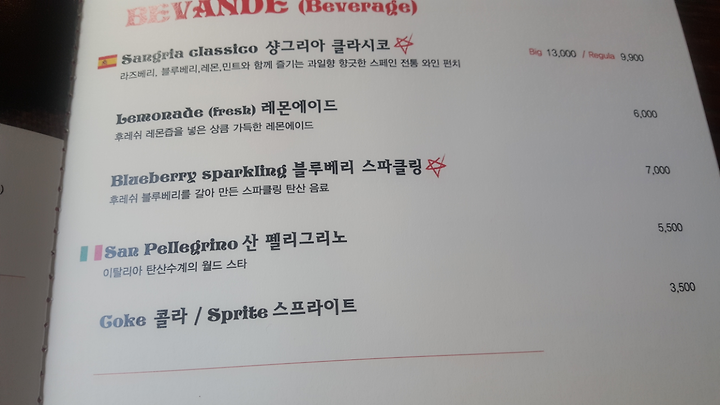 BEVANDE (Beverage)
Sangria classico 샹그리아 클라시코 Big 13,000 / Regula 9,900
라즈베리, 블루베리,레몬,민트와 함께 즐기는 과일향 향긋한 스페인 전통 와인 펀치
Lemonade (fresh) 레몬에이드 6,000
후레쉬 레몬즙을 넣은 상큼 가득한 레몬에이드
Blueberry sparkling 블루베리 스파클링 7,000
후레쉬 블루베리를 갈아 만든 스파클링 탄산 음료
San Pellegrino 산 펠리그리노 5,500
이탈리아 탄산수계의 월드 스타
Coke 콜라 / Sprite 스프라이트 3,500
)